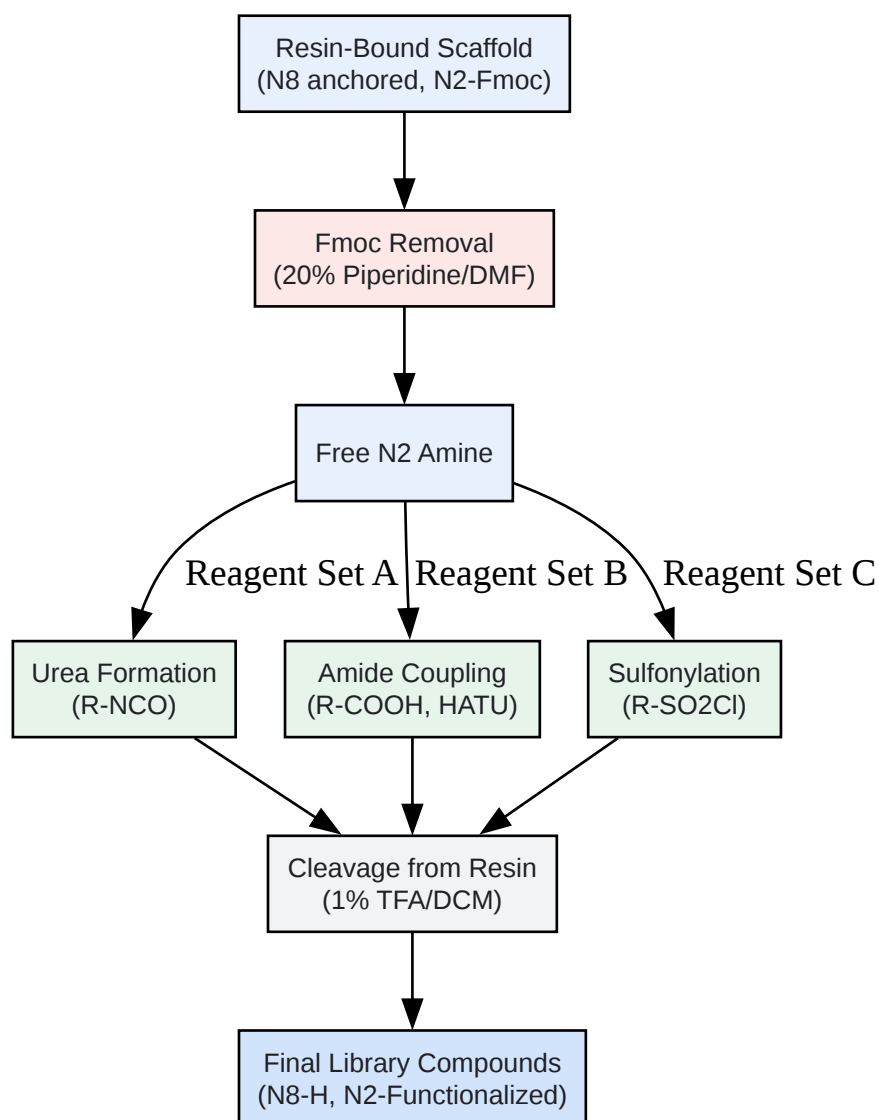 Resin-Bound Scaffold
(N8 anchored, N2-Fmoc)
Fmoc Removal
(20% Piperidine/DMF)
Free N2 Amine
Reagent Set A
Reagent Set B
Reagent Set C
Urea Formation
(R-NCO)
Amide Coupling
(R-COOH, HATU)
Sulfonylation
(R-SO2Cl)
Cleavage from Resin
(1% TFA/DCM)
Final Library Compounds
(N8-H, N2-Functionalized)